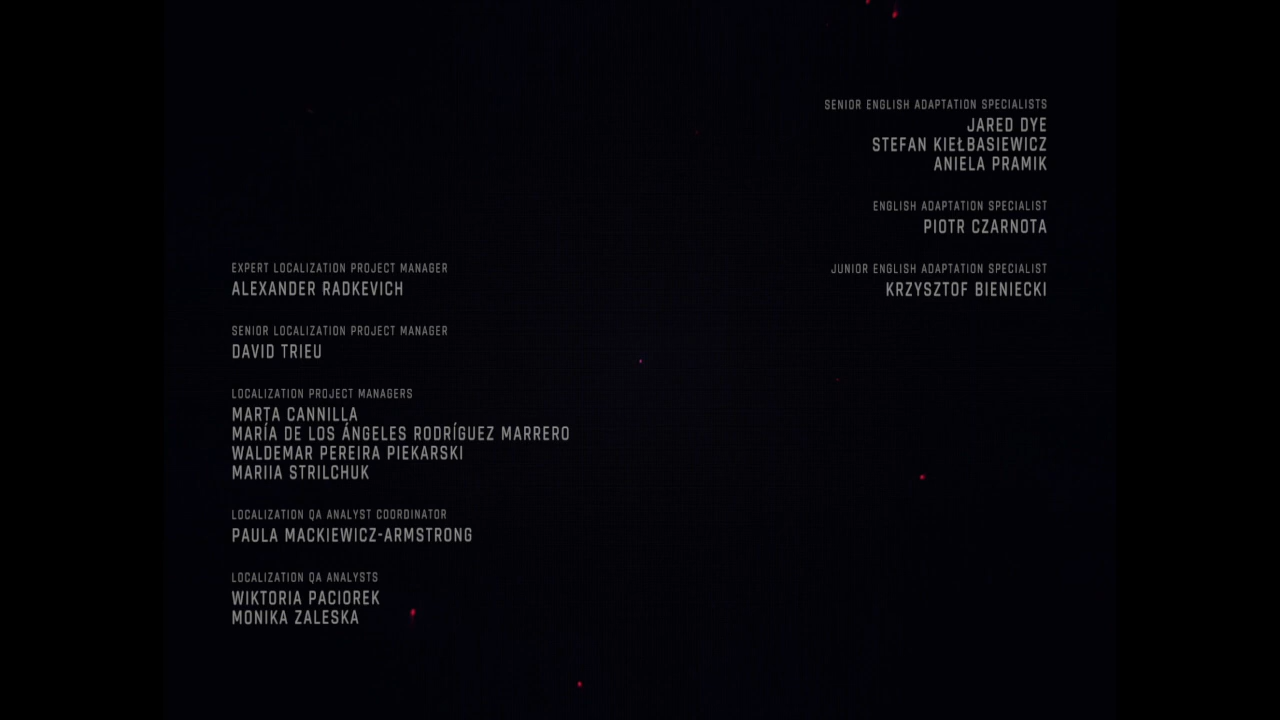 SENIOR ENGLISH ADAPTATION SPECIALISTS
JARED DYE
STEFAN KIEŁBASIEWICZ
ANIELA PRAMIK
ENGLISH ADAPTATION SPECIALIST
PIOTR CZARNOTA
JUNIOR ENGLISH ADAPTATION SPECIALIST
KRZYSZTOF BIENIECKI
EXPERT LOCALIZATION PROJECT MANAGER
ALEXANDER RADKEVICH
SENIOR LOCALIZATION PROJECT MANAGER
DAVID TRIEU
LOCALIZATION PROJECT MANAGERS
MARTA CANNILLA
MARÍA DE LOS ÁNGELES RODRÍGUEZ MARRERO
WALDEMAR PEREIRA PIEKARSKI
MARIIA STRILCHUK
LOCALIZATION QA ANALYST COORDINATOR
PAULA MACKIEWICZ-ARMSTRONG
LOCALIZATION QA ANALYSTS
WIKTORIA PACIOREK
MONIKA ZALESKA